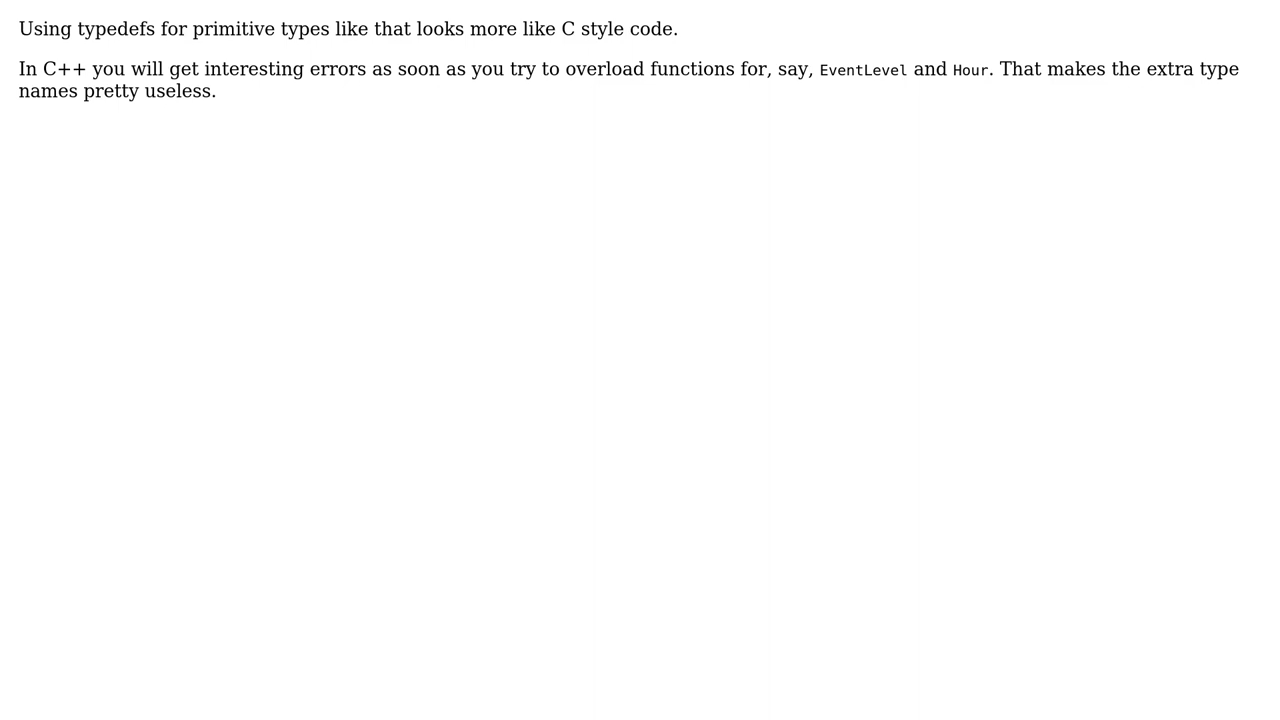 Using typedefs for primitive types like that looks more like C style code.
In C++ you will get interesting errors as soon as you try to overload functions for, say, EventLevel and Hour. That makes the extra type
names pretty useless.